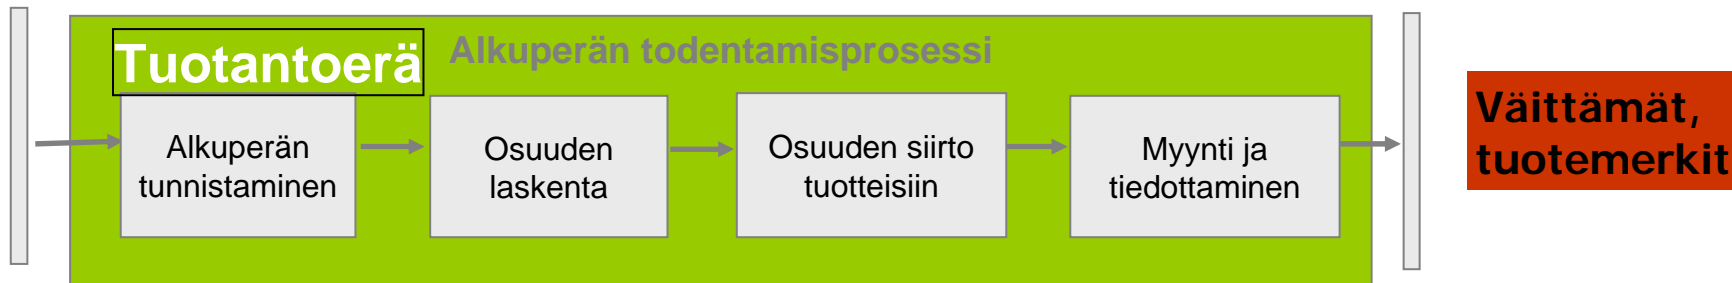 Tuotantoerä
Alkuperän todentamisprosessi
Alkuperän
tunnistaminen
Osuuden
laskenta
Osuuden siirto
tuotteisiin
Myynti ja
tiedottaminen
Väittämät,
tuotemerkit